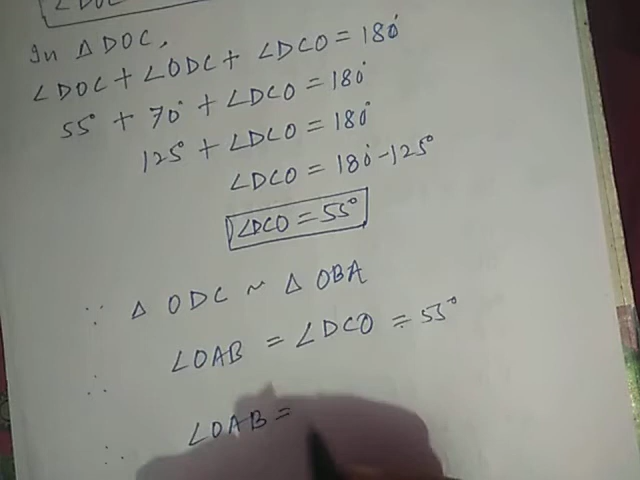 ∠DOC
In △DOC,
∠DOC + ∠ODC + ∠DCO = 180°
55° + 70° + ∠DCO = 180°
125° + ∠DCO = 180°
∠DCO = 180° - 125°
∠DCO = 55°
∵ △ ODC ~ △ OBA
∴ ∠OAB = ∠DCO = 55°
∴ ∠OAB =